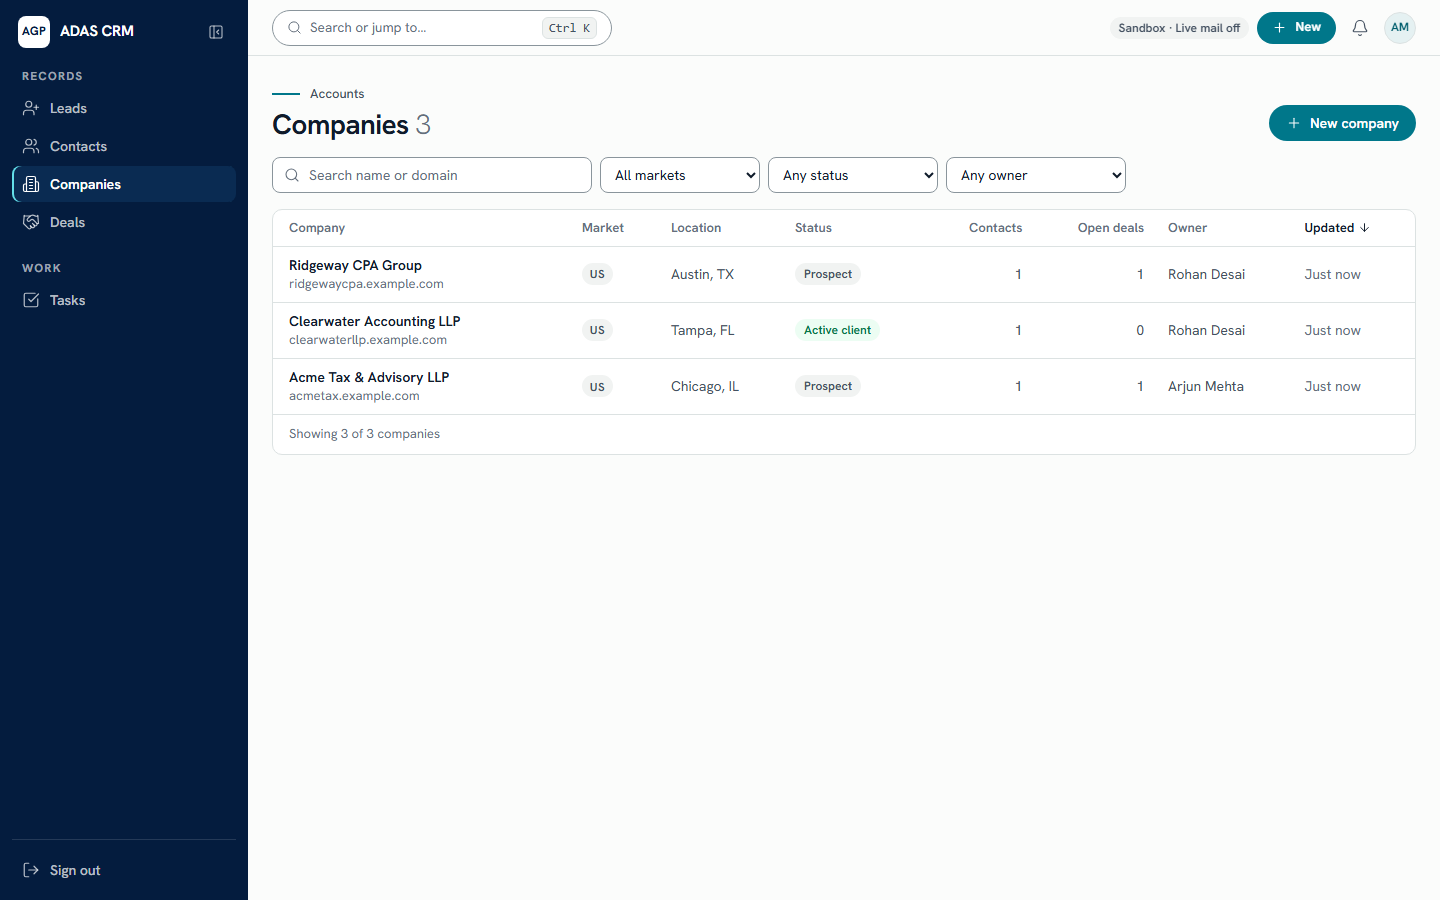 AGP ADAS CRM
RECORDS
Leads
Contacts
Companies
Deals
WORK
Tasks
Sign out
Search or jump to... Ctrl K
Sandbox · Live mail off
New
AM
Accounts
Companies 3
New company
Search name or domain
All markets
Any status
Any owner
Company Market Location Status Contacts Open deals Owner Updated ↓
Ridgeway CPA Group
ridgewaycpa.example.com
US Austin, TX Prospect 1 1 Rohan Desai Just now
Clearwater Accounting LLP
clearwaterllp.example.com
US Tampa, FL Active client 1 0 Rohan Desai Just now
Acme Tax & Advisory LLP
acmetax.example.com
US Chicago, IL Prospect 1 1 Arjun Mehta Just now
Showing 3 of 3 companies